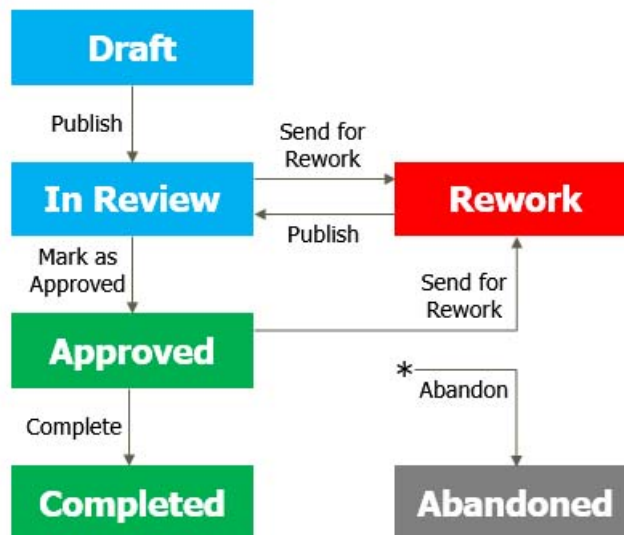 Draft
Publish
Send for
Rework
In Review
Rework
Publish
Mark as
Approved
Send for
Rework
Approved
*
Abandon
Complete
Completed
Abandoned